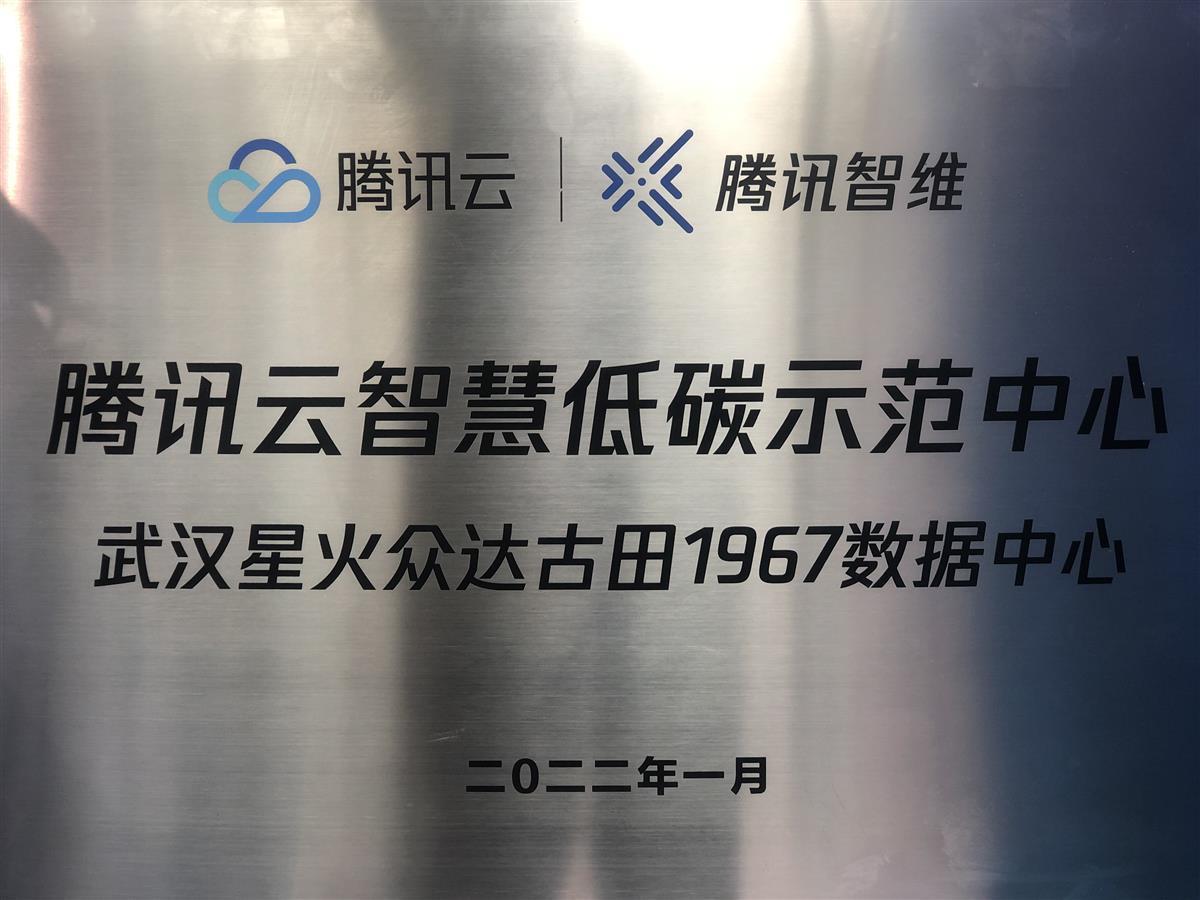 腾讯云 | 腾讯智维
腾讯云智慧低碳示范中心
武汉星火众达古田1967数据中心
二0二二年一月